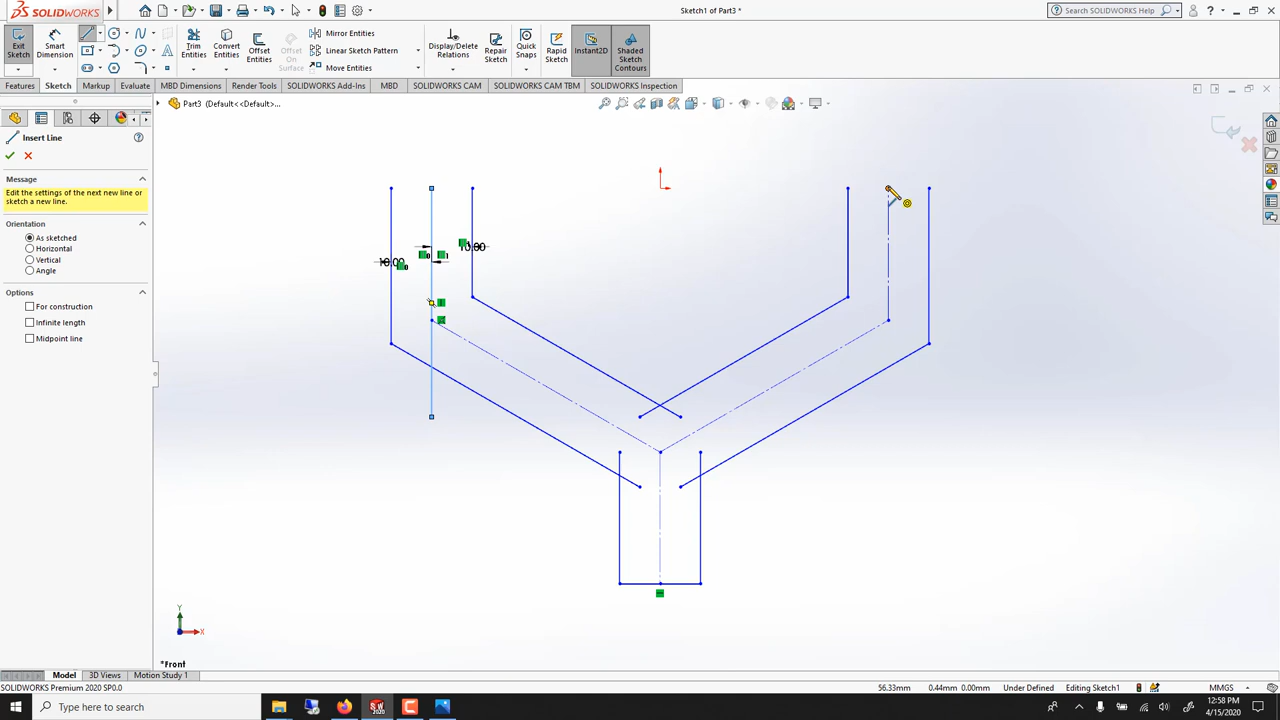 SOLIDWORKS
Sketch1 of Part3 *
Search SOLIDWORKS Help
Exit Sketch
Smart Dimension
Trim Entities
Convert Entities
Offset Entities
Offset On Surface
Mirror Entities
Linear Sketch Pattern
Move Entities
Display/Delete Relations
Repair Sketch
Quick Snaps
Rapid Sketch
Instant2D
Shaded Sketch Contours
Features Sketch Markup Evaluate MBD Dimensions Render Tools SOLIDWORKS Add-Ins MBD SOLIDWORKS CAM SOLIDWORKS CAM TBM SOLIDWORKS Inspection
Part3 (Default<<Default>...
Insert Line
Message
Edit the settings of the next new line or sketch a new line.
Orientation
As sketched
Horizontal
Vertical
Angle
Options
For construction
Infinite length
Midpoint line
10.00
10.00
Y
X
*Front
Model 3D Views Motion Study 1
SOLIDWORKS Premium 2020 SP0.0
56.33mm 0.44mm 0.00mm Under Defined Editing Sketch1 MMGS
Type here to search
12:58 PM
4/15/2020